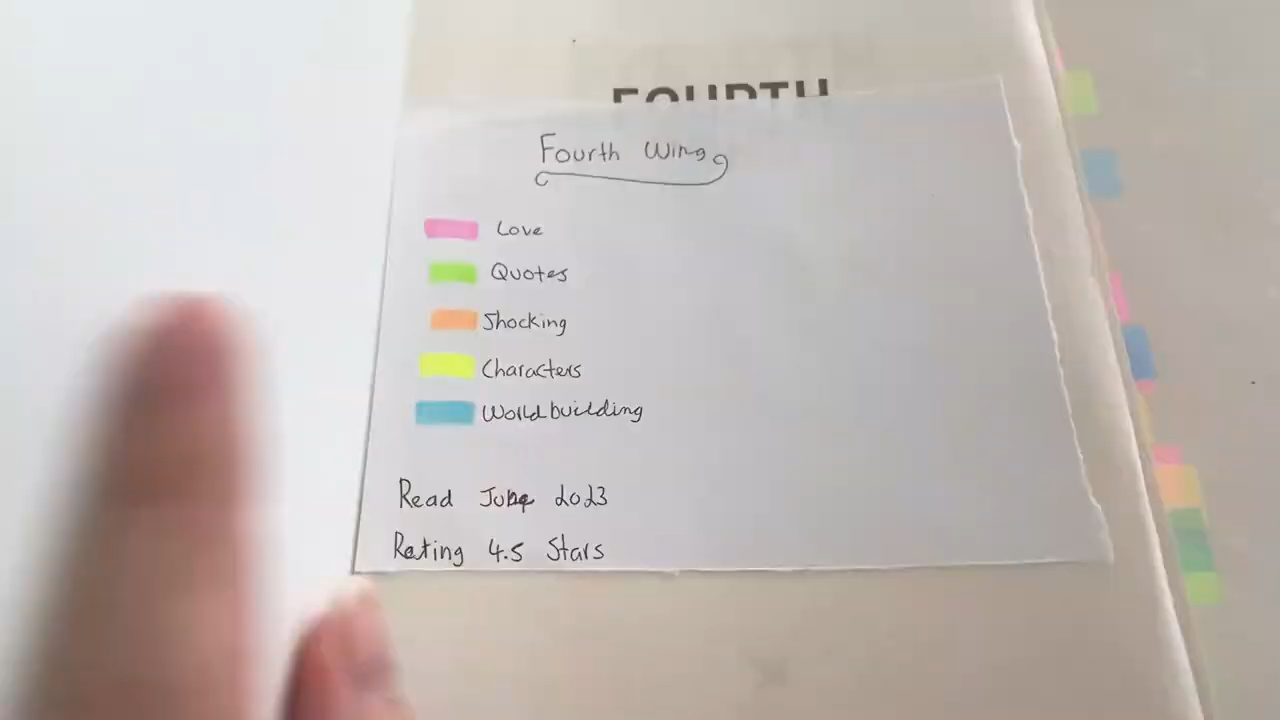 FOURTH
Fourth Wing
Love
Quotes
Shocking
Characters
Worldbuilding
Read June 2023
Rating 4.5 Stars